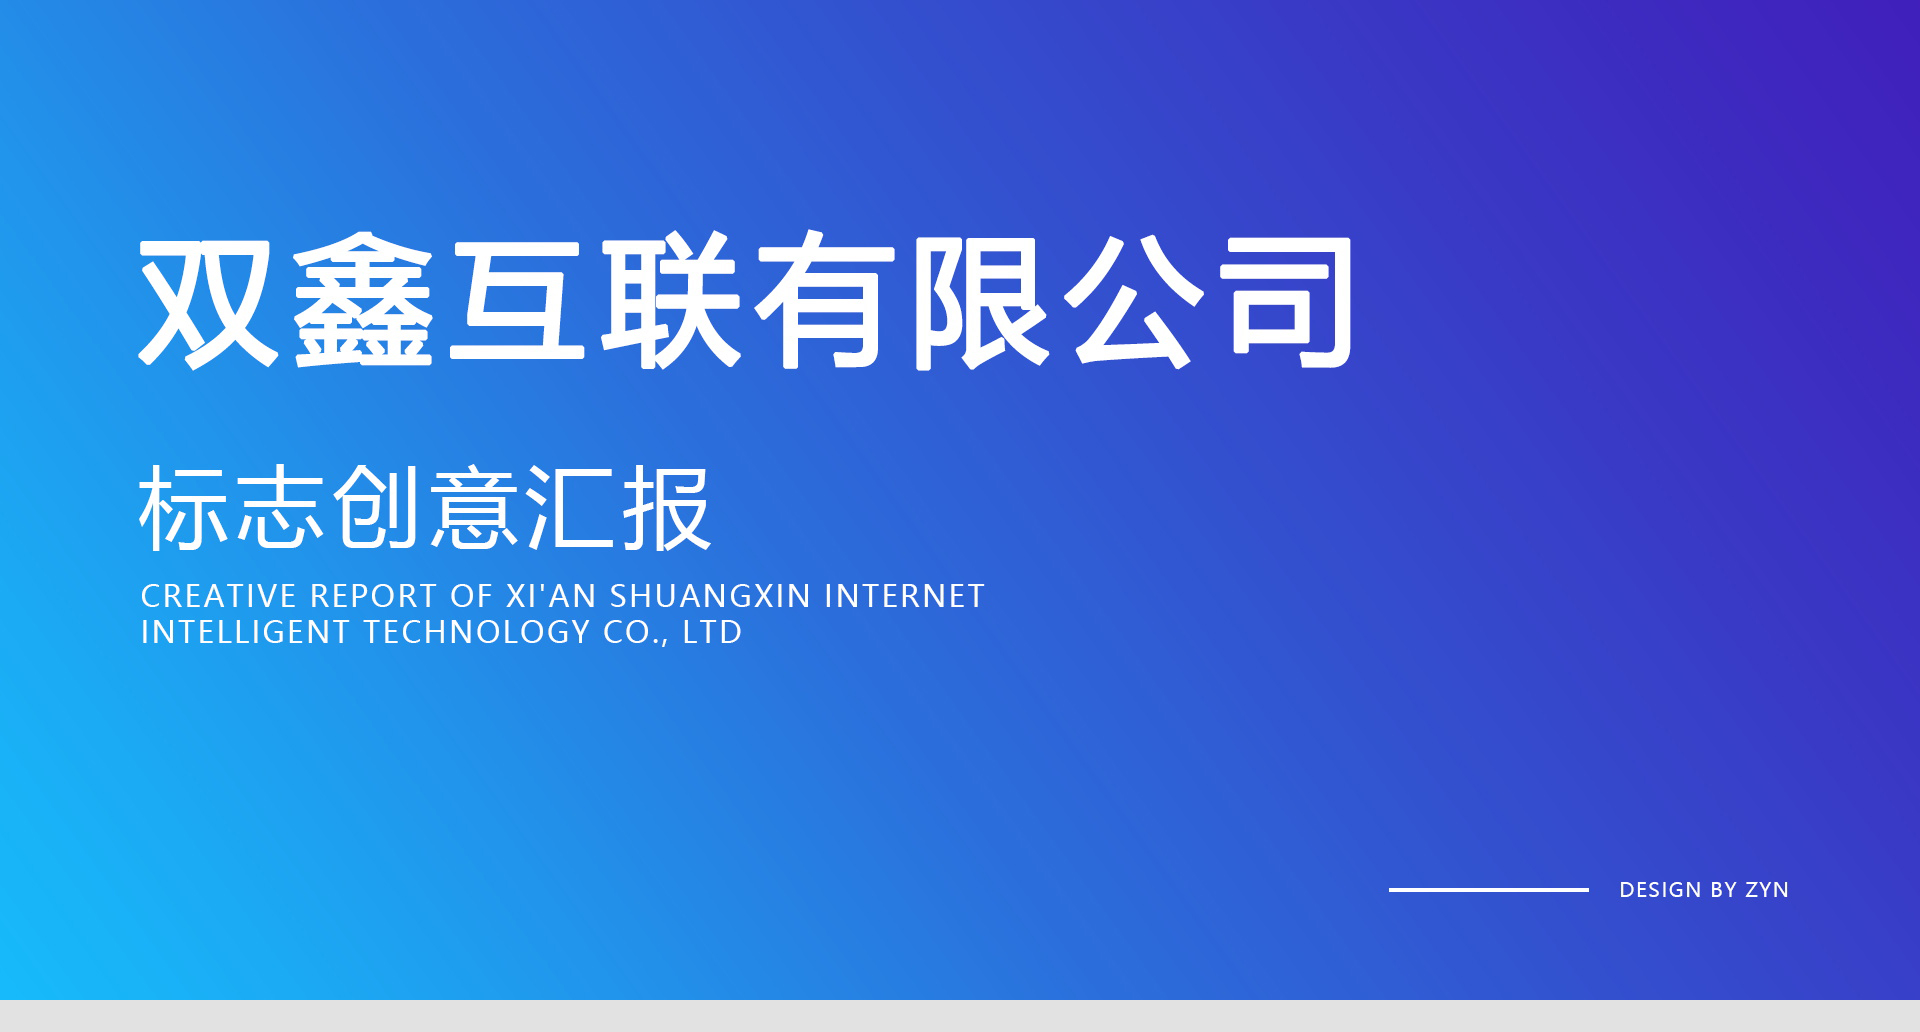 双鑫互联有限公司
标志创意汇报
CREATIVE REPORT OF XI'AN SHUANGXIN INTERNET
INTELLIGENT TECHNOLOGY CO., LTD
DESIGN BY ZYN